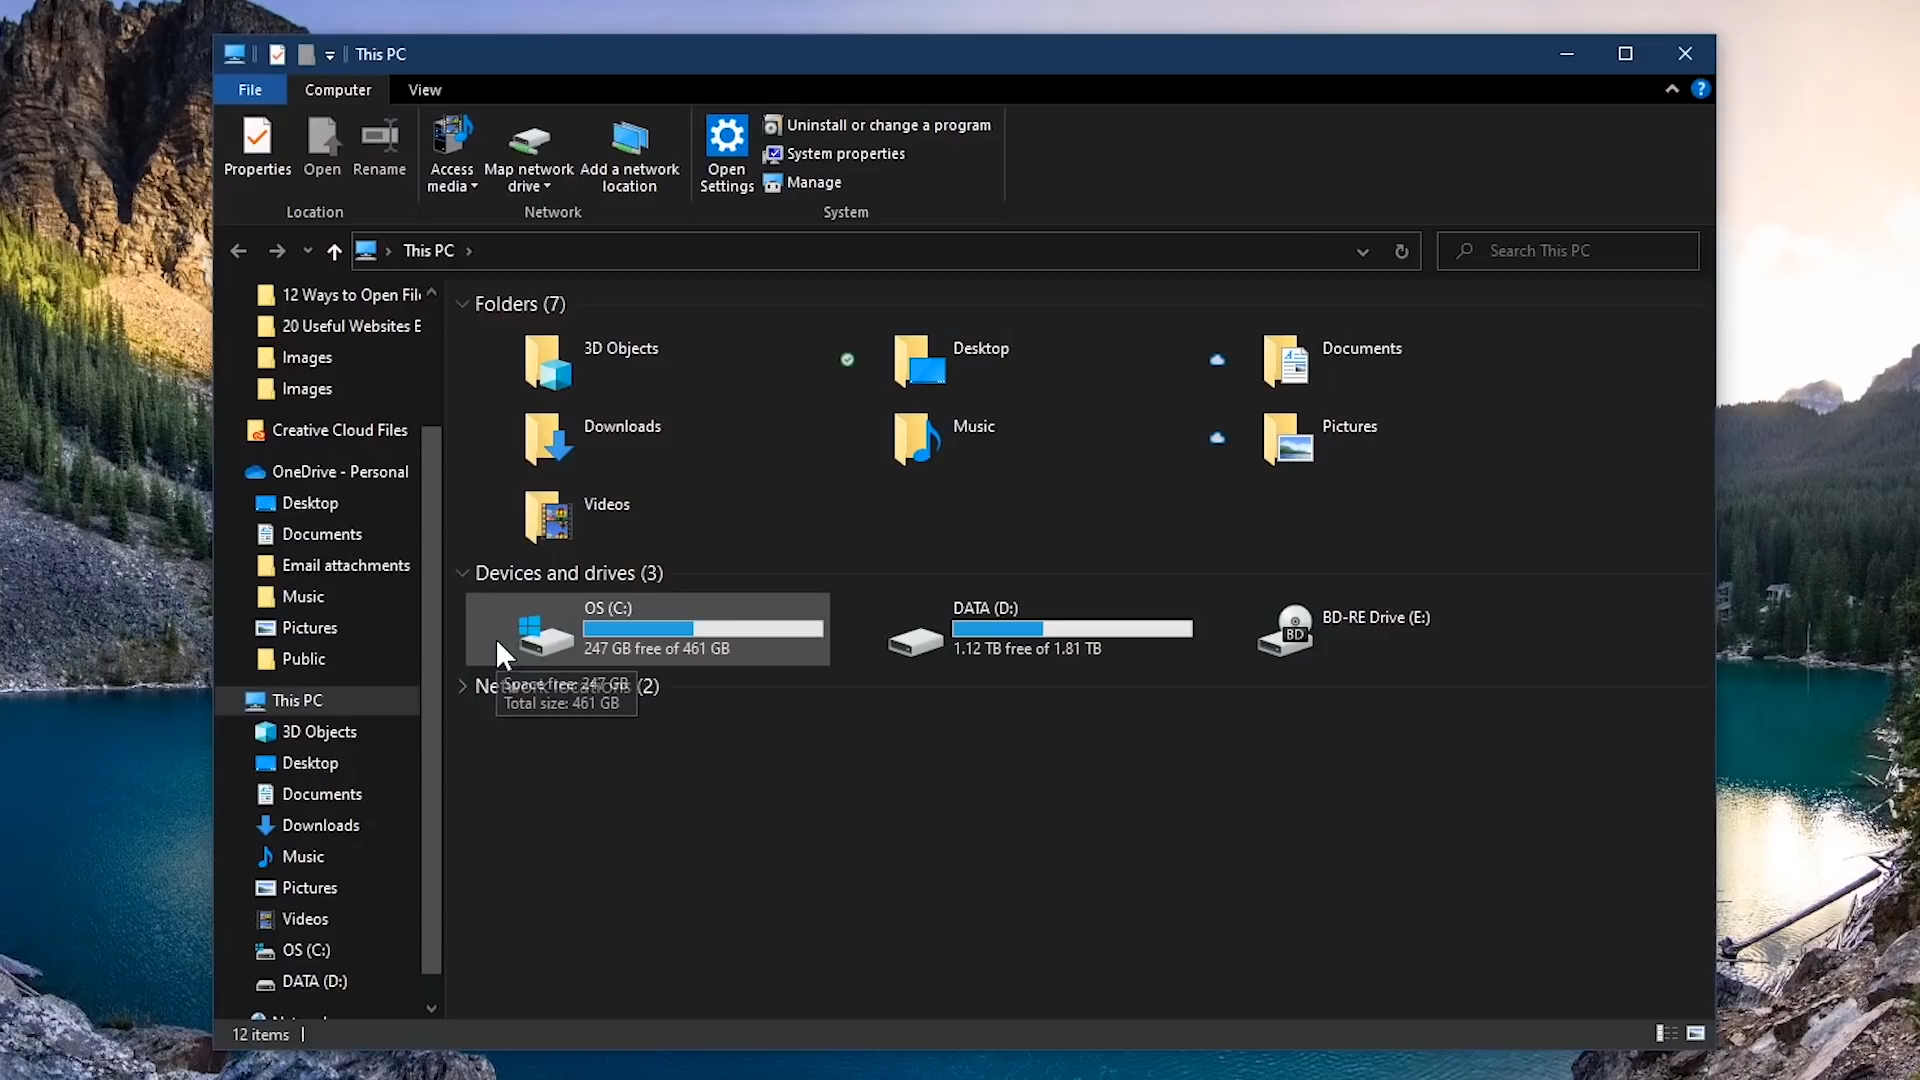 This PC
File
Computer
View
Properties
Open
Rename
Access
media
Map network
drive
Add a network
location
Open
Settings
Uninstall or change a program
System properties
Manage
Location
Network
System
This PC
Search This PC
12 Ways to Open Fil
20 Useful Websites E
Images
Images
Creative Cloud Files
OneDrive - Personal
Desktop
Documents
Email attachments
Music
Pictures
Public
This PC
3D Objects
Desktop
Documents
Downloads
Music
Pictures
Videos
OS (C:)
DATA (D:)
Folders (7)
3D Objects
Desktop
Documents
Downloads
Music
Pictures
Videos
Devices and drives (3)
OS (C:)
247 GB free of 461 GB
DATA (D:)
1.12 TB free of 1.81 TB
BD-RE Drive (E:)
BD
Network locations (2)
Space free: 247 GB
Total size: 461 GB
12 items